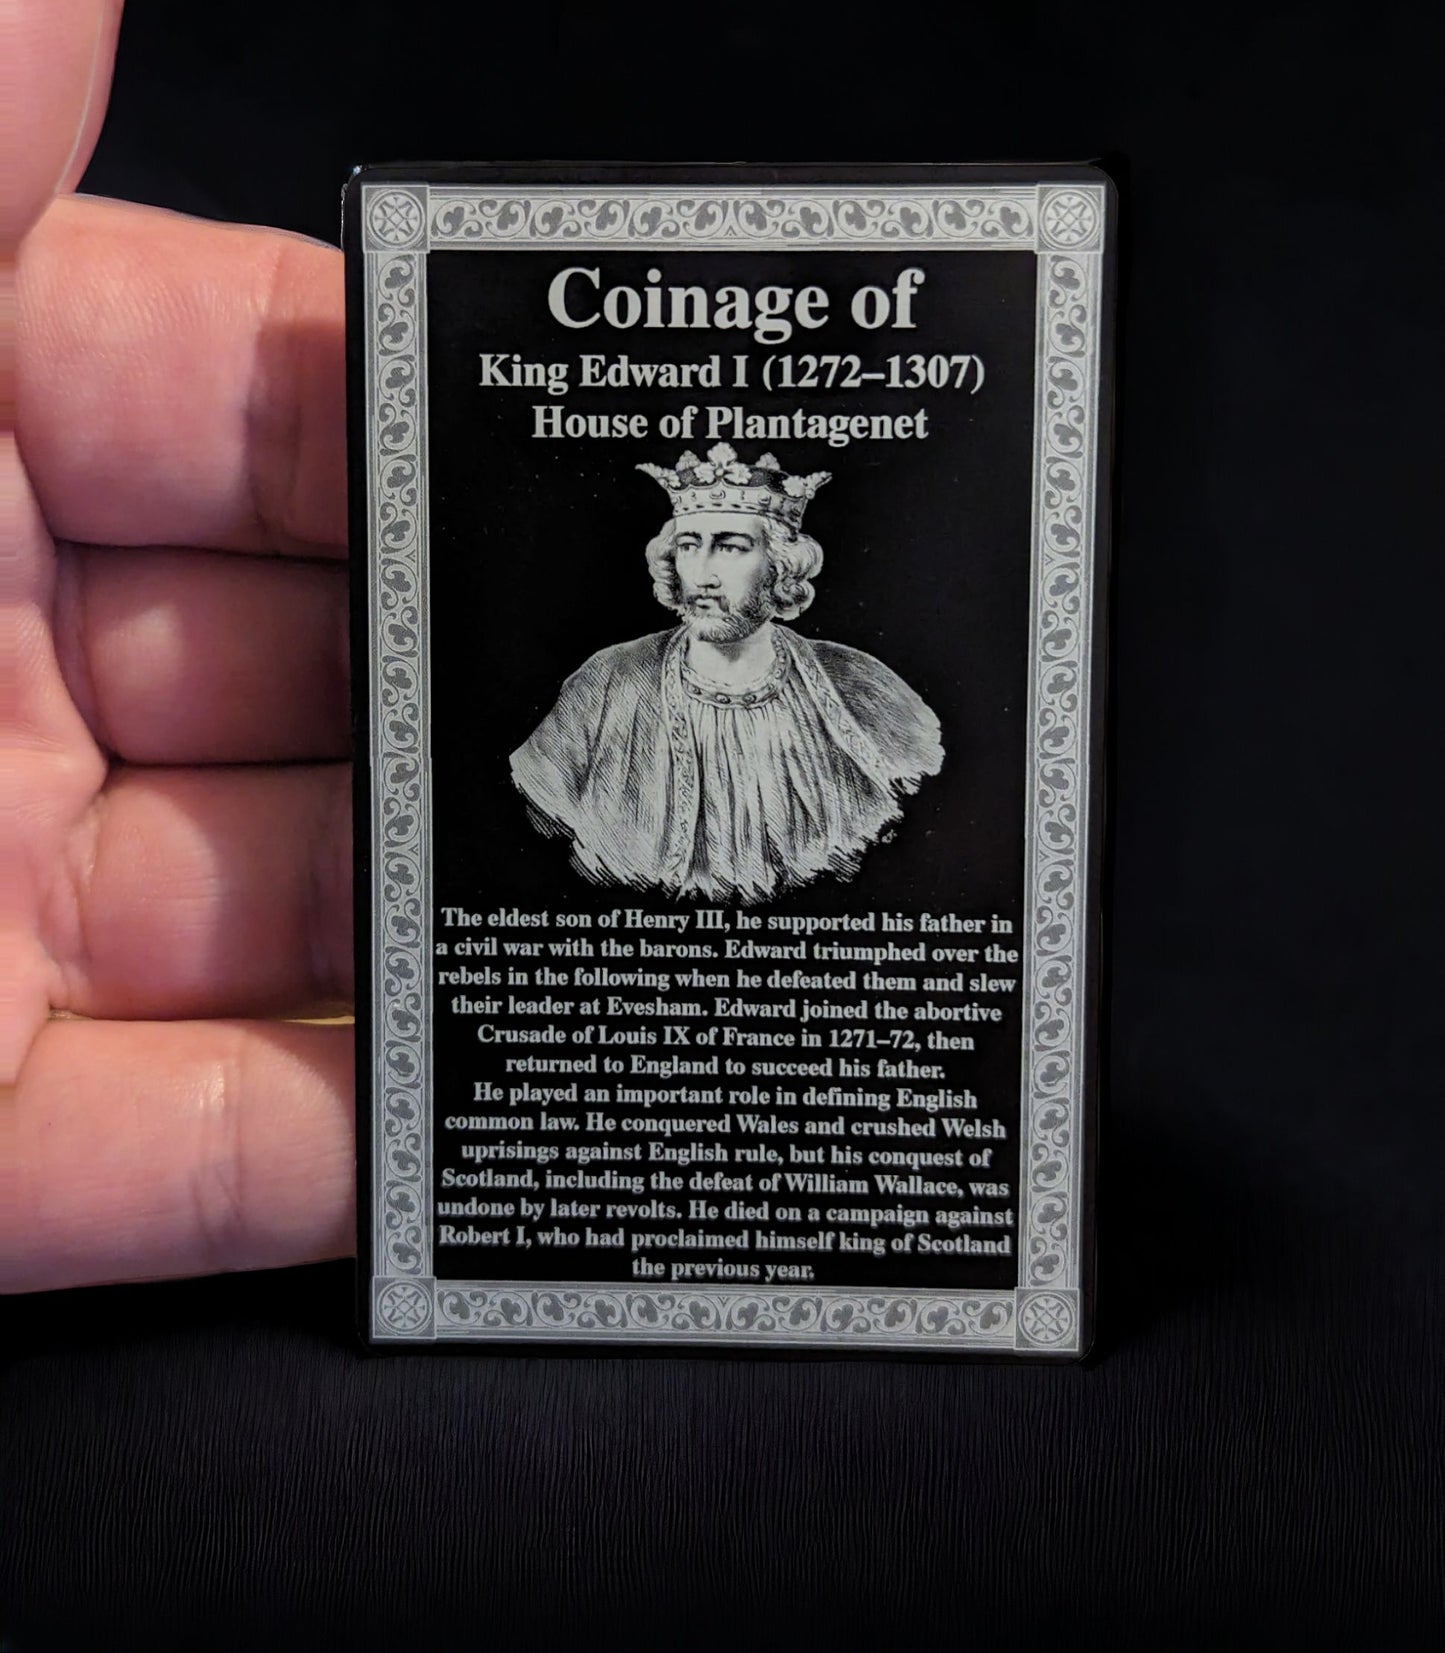 Coinage of
King Edward I (1272–1307)
House of Plantagenet
The eldest son of Henry III, he supported his father in
a civil war with the barons. Edward triumphed over the
rebels in the following when he defeated them and slew
their leader at Evesham. Edward joined the abortive
Crusade of Louis IX of France in 1271–72, then
returned to England to succeed his father.
He played an important role in defining English
common law. He conquered Wales and crushed Welsh
uprisings against English rule, but his conquest of
Scotland, including the defeat of William Wallace, was
undone by later revolts. He died on a campaign against
Robert I, who had proclaimed himself king of Scotland
the previous year.